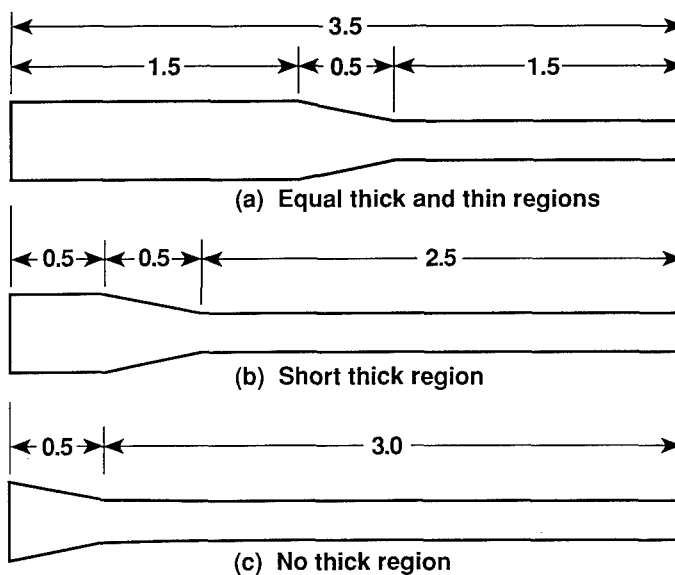 3.5
1.5 0.5 1.5
(a) Equal thick and thin regions
0.5 0.5 2.5
(b) Short thick region
0.5 3.0
(c) No thick region